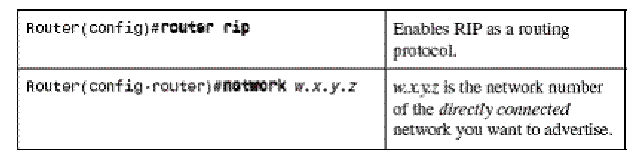 Router(config)#router rip
Enables RIP as a routing
protocol.
Router(config-router)#network w.x.y.z
w.x.y.z is the network number
of the directly connected
network you want to advertise.